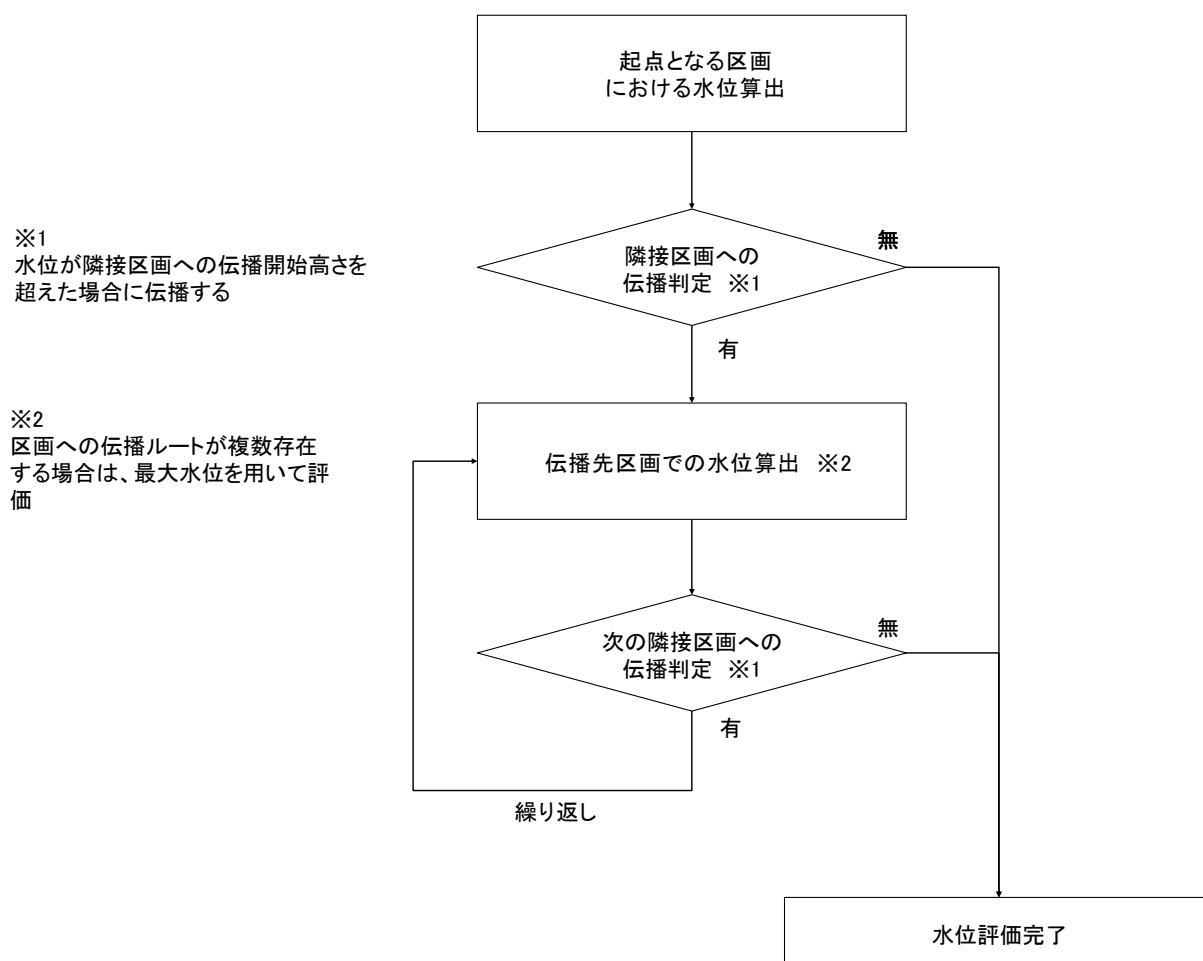 起点となる区画
における水位算出
※1
水位が隣接区画への伝播開始高さを
超えた場合に伝播する
隣接区画への
伝播判定 ※1
無
有
※2
区画への伝播ルートが複数存在
する場合は、最大水位を用いて評
価
伝播先区画での水位算出 ※2
次の隣接区画への
伝播判定 ※1
無
有
繰り返し
水位評価完了